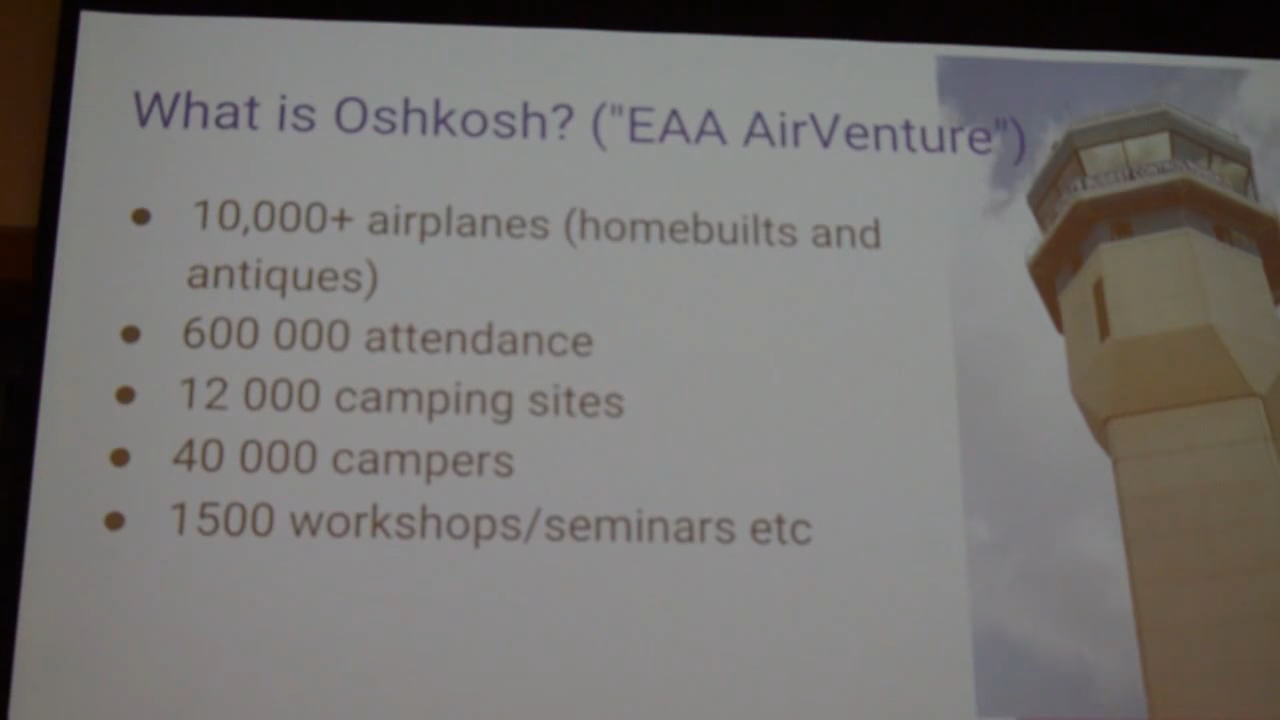 What is Oshkosh? ("EAA AirVenture")
● 10,000+ airplanes (homebuilts and
antiques)
● 600 000 attendance
● 12 000 camping sites
● 40 000 campers
● 1500 workshops/seminars etc